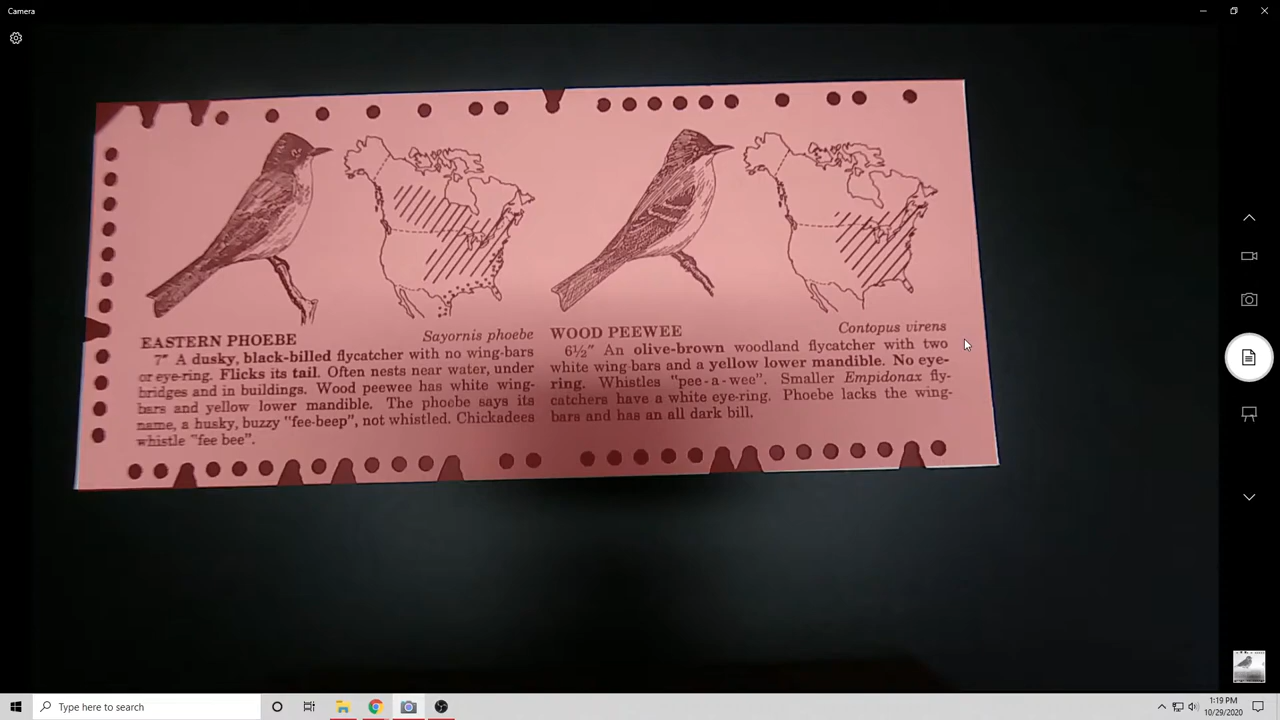 Camera
EASTERN PHOEBE
Sayornis phoebe
7" A dusky, black-billed flycatcher with no wing-bars
or eye-ring. Flicks its tail. Often nests near water, under
bridges and in buildings. Wood peewee has white wing-
bars and yellow lower mandible. The phoebe says its
name, a husky, buzzy "fee-beep", not whistled. Chickadees
whistle "fee bee".
WOOD PEEWEE
Contopus virens
6½" An olive-brown woodland flycatcher with two
white wing-bars and a yellow lower mandible. No eye-
ring. Whistles "pee-a-wee". Smaller Empidonax fly-
catchers have a white eye-ring. Phoebe lacks the wing-
bars and has an all dark bill.
Type here to search
1:19 PM
10/29/2020